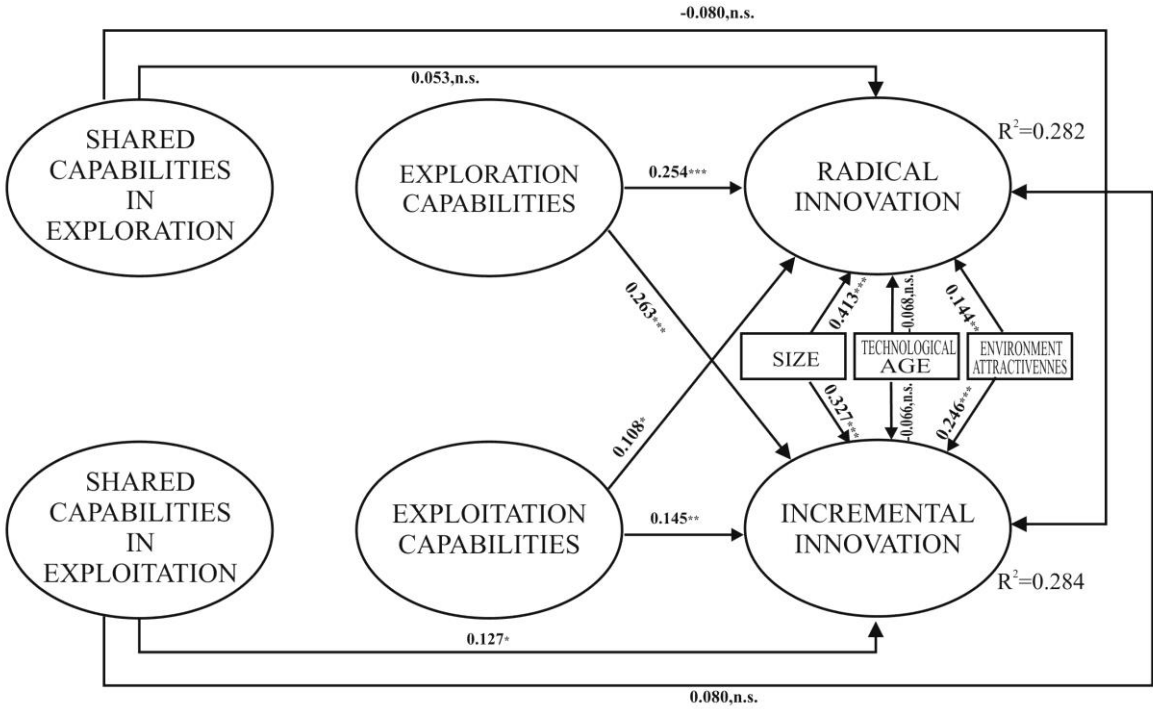 -0.080,n.s.
0.053,n.s.
SHARED
CAPABILITIES
IN
EXPLORATION
EXPLORATION
CAPABILITIES
0.254***
RADICAL
INNOVATION
R²=0.282
0.263***
0.108*
0.413***
-0.068,n.s.
0.144**
SIZE
TECHNOLOGICAL
AGE
ENVIRONMENT
ATTRACTIVENNES
0.327***
-0.066,n.s.
0.246***
SHARED
CAPABILITIES
IN
EXPLOITATION
EXPLOITATION
CAPABILITIES
0.145**
INCREMENTAL
INNOVATION
R²=0.284
0.127*
0.080,n.s.